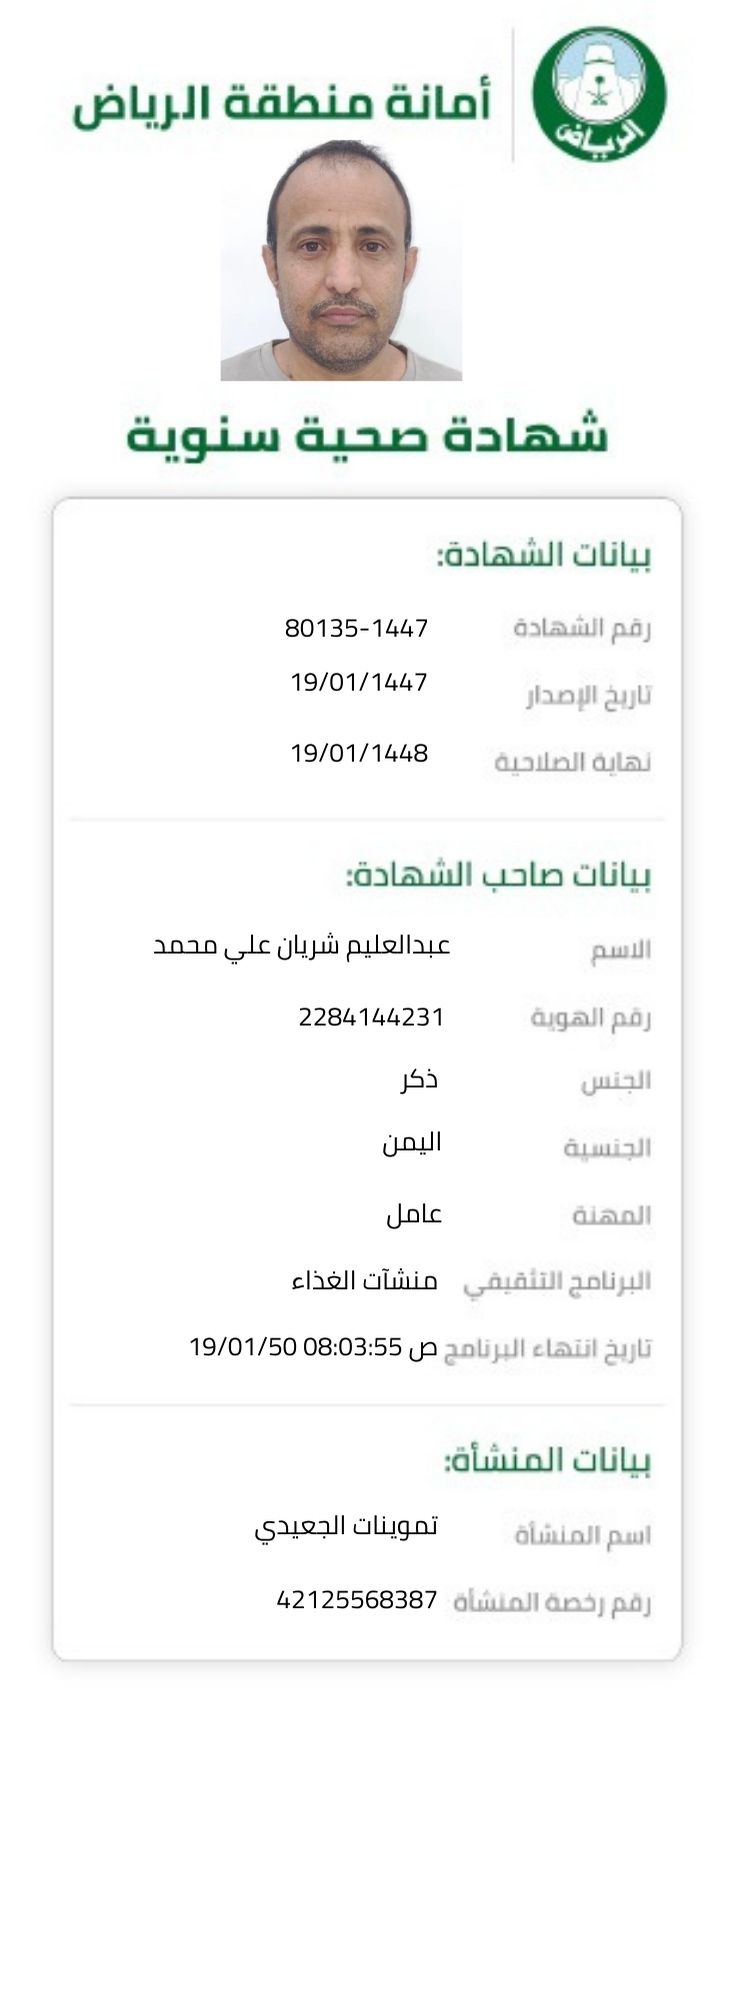 أمانة منطقة الرياض
الرياض
شهادة صحية سنوية
بيانات الشهادة:
رقم الشهادة 80135-1447
تاريخ الإصدار 19/01/1447
نهاية الصلاحية 19/01/1448
بيانات صاحب الشهادة:
الاسم عبدالعليم شريان علي محمد
رقم الهوية 2284144231
الجنس ذكر
الجنسية اليمن
المهنة عامل
البرنامج التثقيفي منشآت الغذاء
تاريخ انتهاء البرنامج 19/01/50 08:03:55 ص
بيانات المنشأة:
اسم المنشأة تموينات الجعيدي
رقم رخصة المنشأة 42125568387